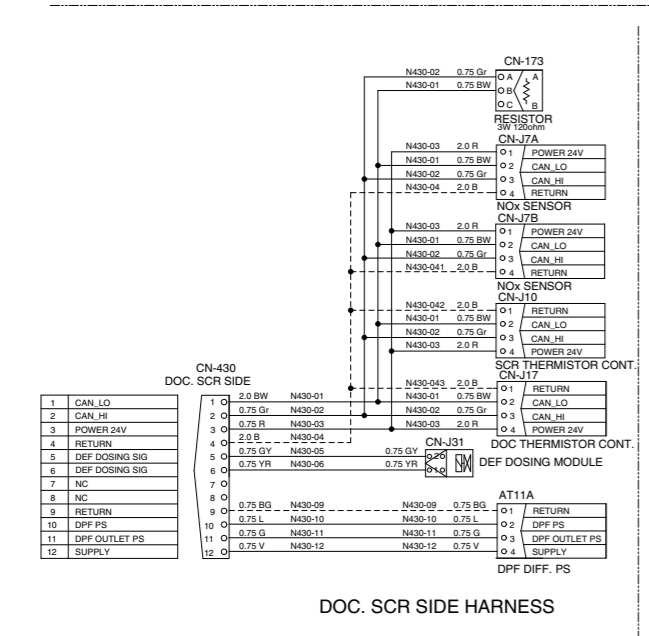 CN-173
N430-02 0.75 Gr A A
N430-01 0.75 BW B
C B
RESISTOR
3W 120ohm
CN-J7A
N430-03 2.0 R 1 POWER 24V
N430-01 0.75 BW 2 CAN_LO
N430-02 0.75 Gr 3 CAN_HI
N430-04 2.0 B 4 RETURN
NOx SENSOR
CN-J7B
N430-03 2.0 R 1 POWER 24V
N430-01 0.75 BW 2 CAN_LO
N430-02 0.75 Gr 3 CAN_HI
N430-041 2.0 B 4 RETURN
NOx SENSOR
CN-J10
N430-042 2.0 B 1 RETURN
N430-01 0.75 BW 2 CAN_LO
N430-02 0.75 Gr 3 CAN_HI
N430-03 2.0 R 4 POWER 24V
SCR THERMISTOR CONT.
CN-J17
N430-043 2.0 B 1 RETURN
N430-01 0.75 BW 2 CAN_LO
N430-02 0.75 Gr 3 CAN_HI
N430-03 2.0 R 4 POWER 24V
DOC THERMISTOR CONT.
CN-430
DOC. SCR SIDE
1 CAN_LO 1 2.0 BW N430-01
2 CAN_HI 2 0.75 Gr N430-02
3 POWER 24V 3 0.75 R N430-03
4 RETURN 4 2.0 B N430-04
5 DEF DOSING SIG 5 0.75 GY N430-05 0.75 GY 2
6 DEF DOSING SIG 6 0.75 YR N430-06 0.75 YR 1
7 NC 7
8 NC 8
9 RETURN 9 0.75 BG N430-09 N430-09 0.75 BG 1 RETURN
10 DPF PS 10 0.75 L N430-10 N430-10 0.75 L 2 DPF PS
11 DPF OUTLET PS 11 0.75 G N430-11 N430-11 0.75 G 3 DPF OUTLET PS
12 SUPPLY 12 0.75 V N430-12 N430-12 0.75 V 4 SUPPLY
CN-J31
DEF DOSING MODULE
AT11A
DPF DIFF. PS
DOC. SCR SIDE HARNESS